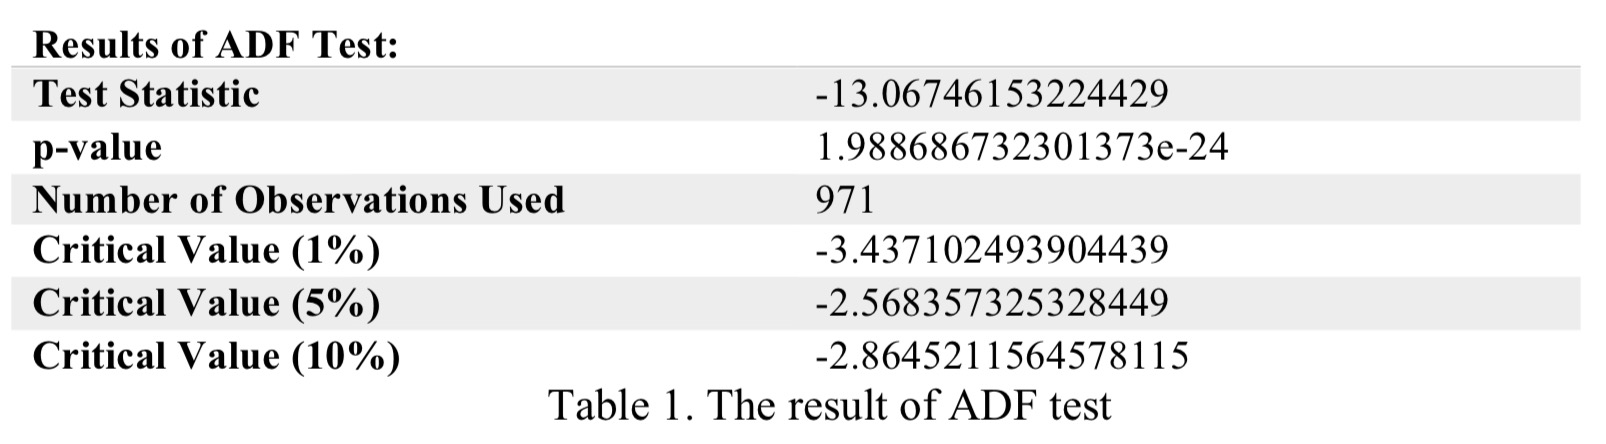 Results of ADF Test:
Test Statistic -13.06746153224429
p-value 1.988686732301373e-24
Number of Observations Used 971
Critical Value (1%) -3.437102493904439
Critical Value (5%) -2.568357325328449
Critical Value (10%) -2.8645211564578115
Table 1. The result of ADF test